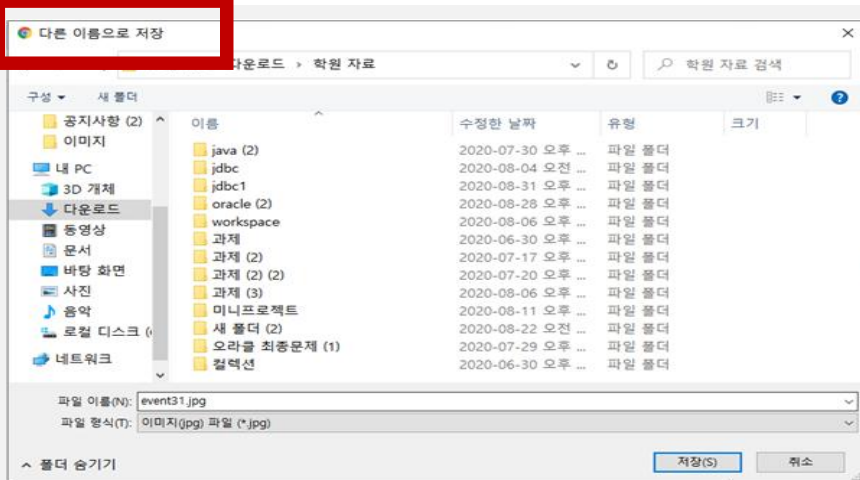 다른 이름으로 저장
다운로드 › 학원 자료
학원 자료 검색
구성 새 폴더
공지사항 (2)
이미지
내 PC
3D 개체
다운로드
동영상
문서
바탕 화면
사진
음악
로컬 디스크
네트워크
이름 수정한 날짜 유형 크기
java (2) 2020-07-30 오후 ... 파일 폴더
jdbc 2020-08-04 오전 ... 파일 폴더
jdbc1 2020-08-31 오후 ... 파일 폴더
oracle (2) 2020-08-28 오후 ... 파일 폴더
workspace 2020-08-06 오후 ... 파일 폴더
과제 2020-06-30 오후 ... 파일 폴더
과제 (2) 2020-07-17 오후 ... 파일 폴더
과제 (2) (2) 2020-07-20 오후 ... 파일 폴더
과제 (3) 2020-08-06 오후 ... 파일 폴더
미니프로젝트 2020-08-11 오후 ... 파일 폴더
새 폴더 (2) 2020-08-22 오전 ... 파일 폴더
오라클 최종문제 (1) 2020-07-29 오후 ... 파일 폴더
컬렉션 2020-06-30 오후 ... 파일 폴더
파일 이름(N): event31.jpg
파일 형식(T): 이미지(jpg) 파일 (*.jpg)
폴더 숨기기
저장(S) 취소